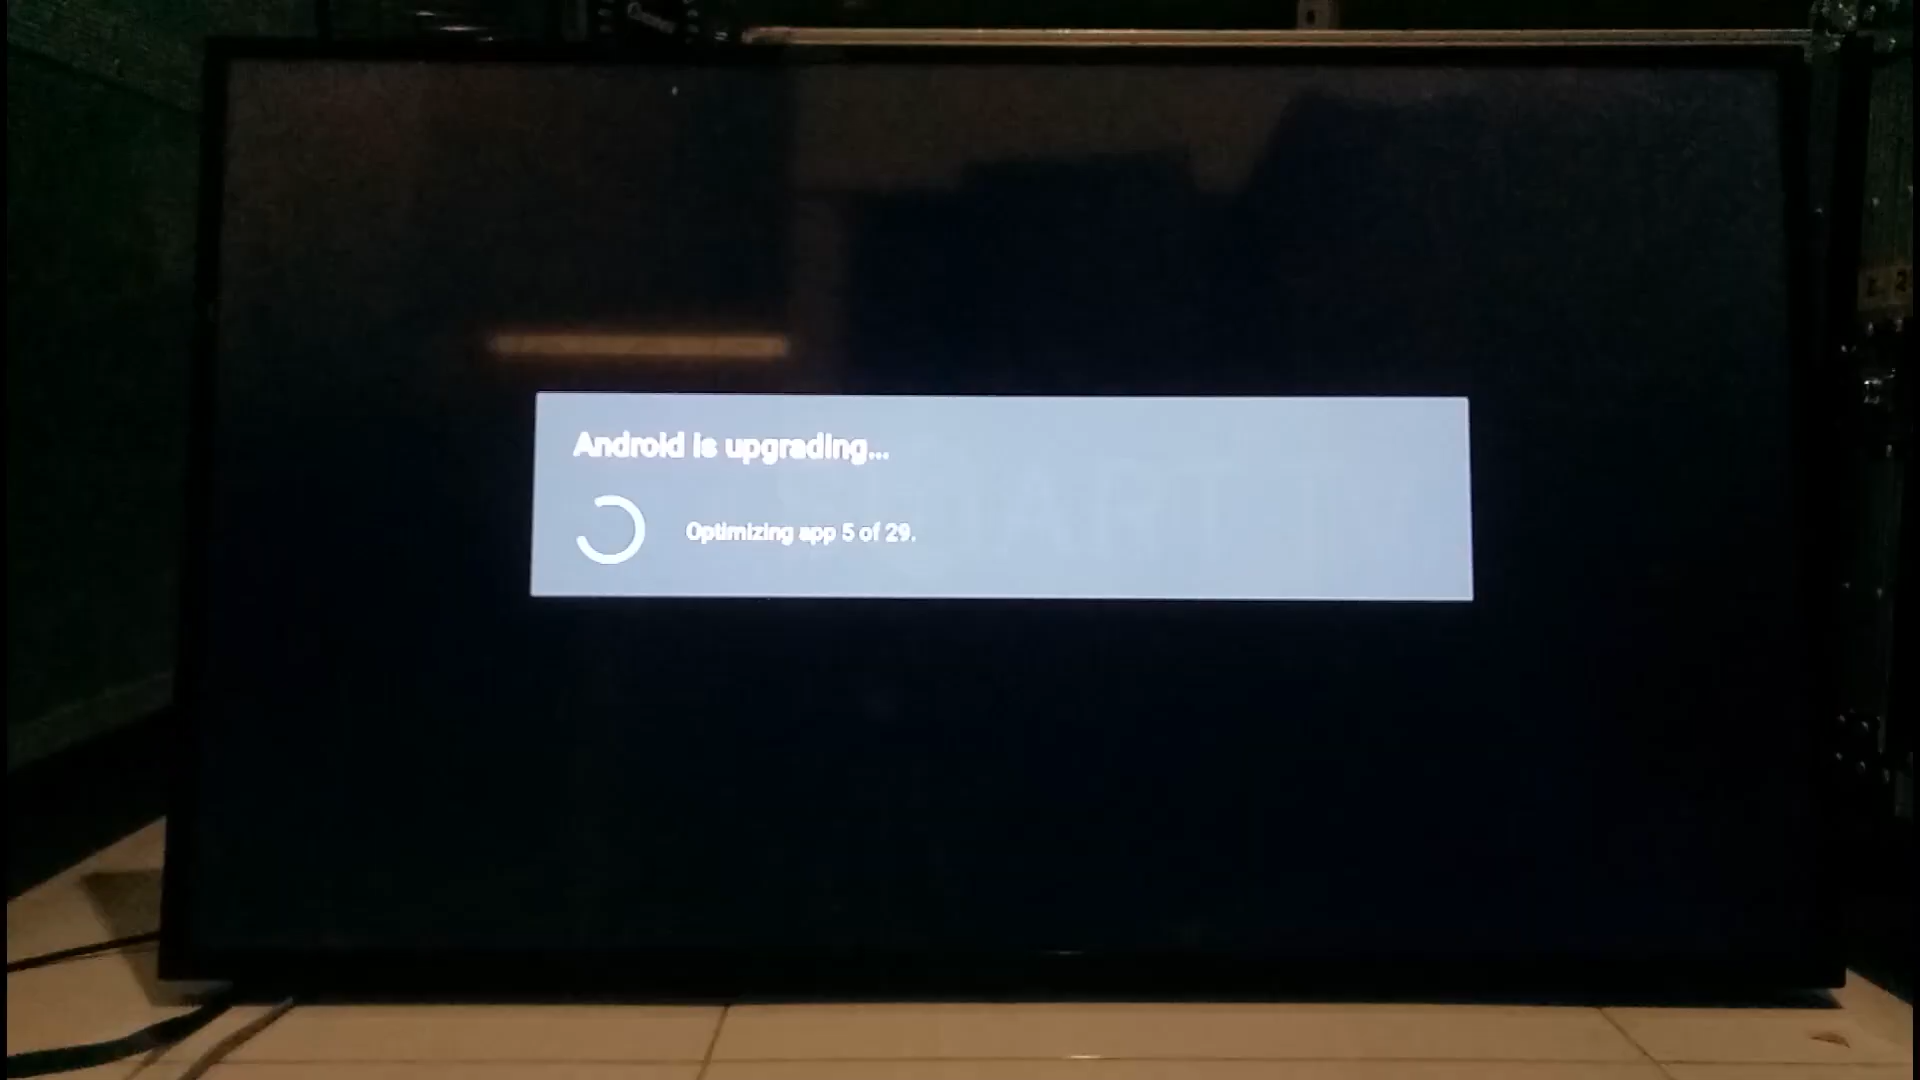 Android is upgrading...
Optimizing app 5 of 29.